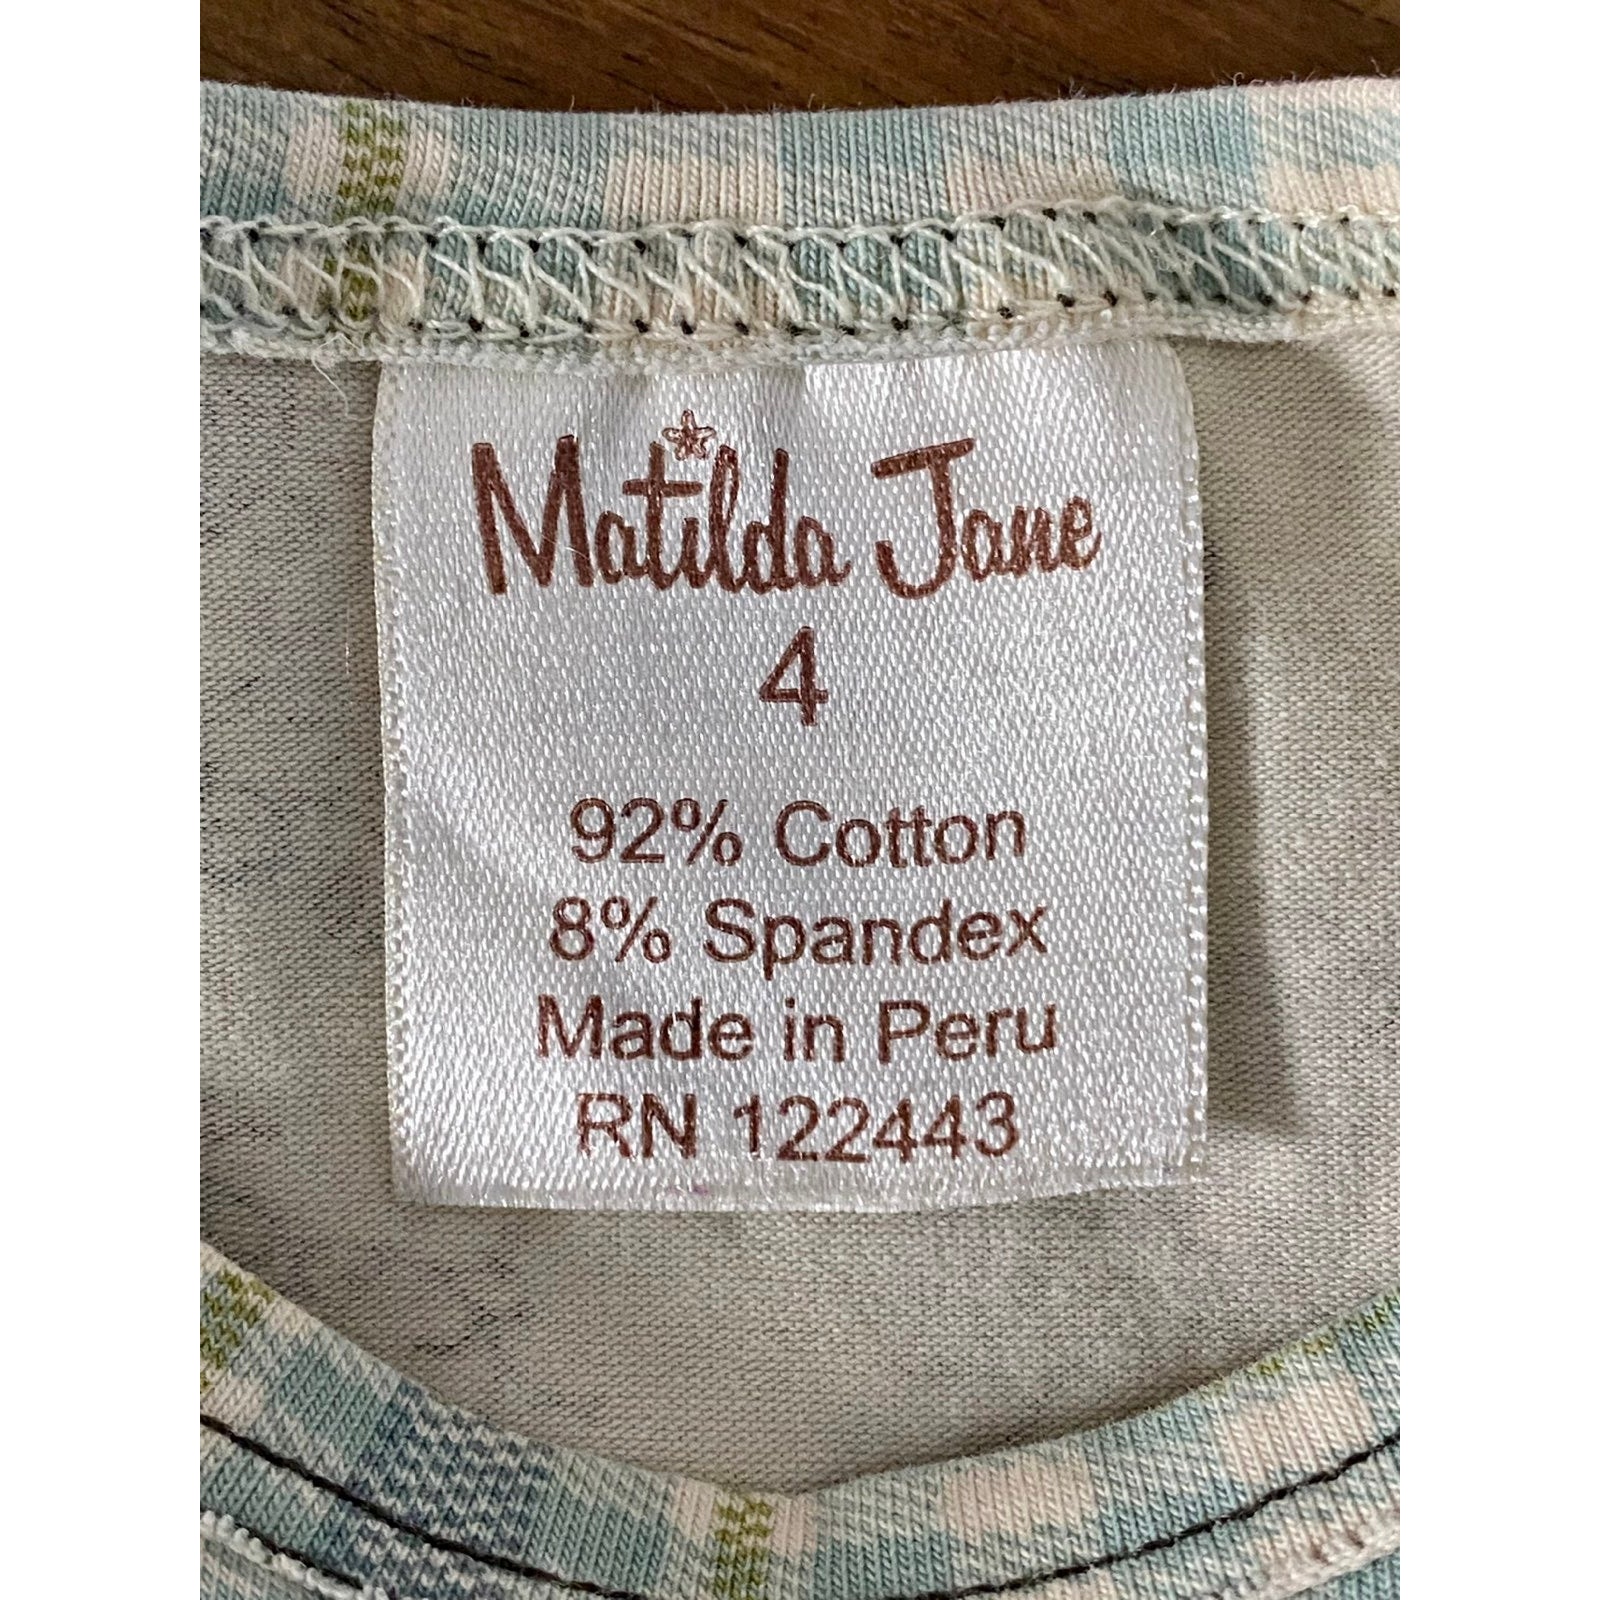 Matilda Jane
4
92% Cotton
8% Spandex
Made in Peru
RN 122443